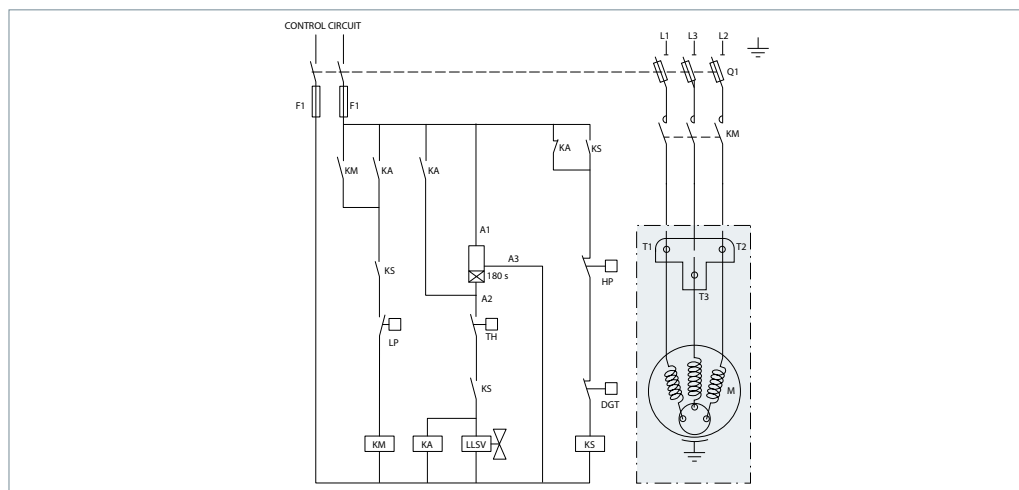 CONTROL CIRCUIT
L1 L3 L2
Q1
F1 F1
KM
KA KS
KM KA KA
A1
T1 T2
A3
KS
180 s
HP
A2
T3
TH
LP
KS
M
DGT
KM KA LLSV KS